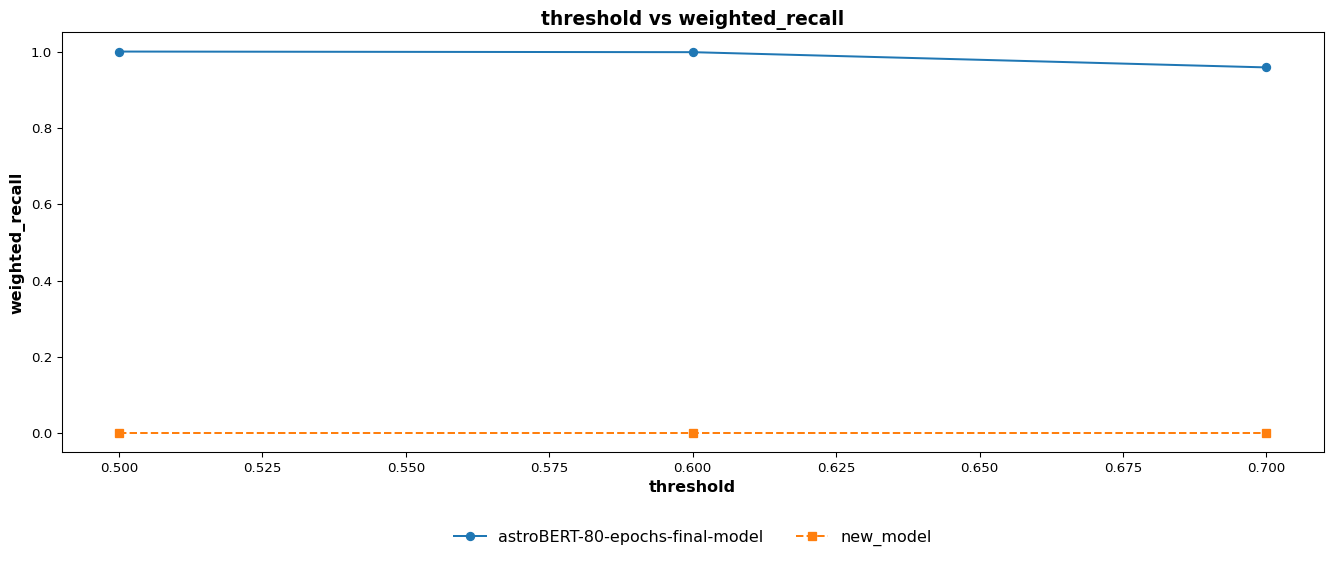 threshold vs weighted_recall
weighted_recall
1.0
0.8
0.6
0.4
0.2
0.0
0.500 0.525 0.550 0.575 0.600 0.625 0.650 0.675 0.700
threshold
astroBERT-80-epochs-final-model new_model